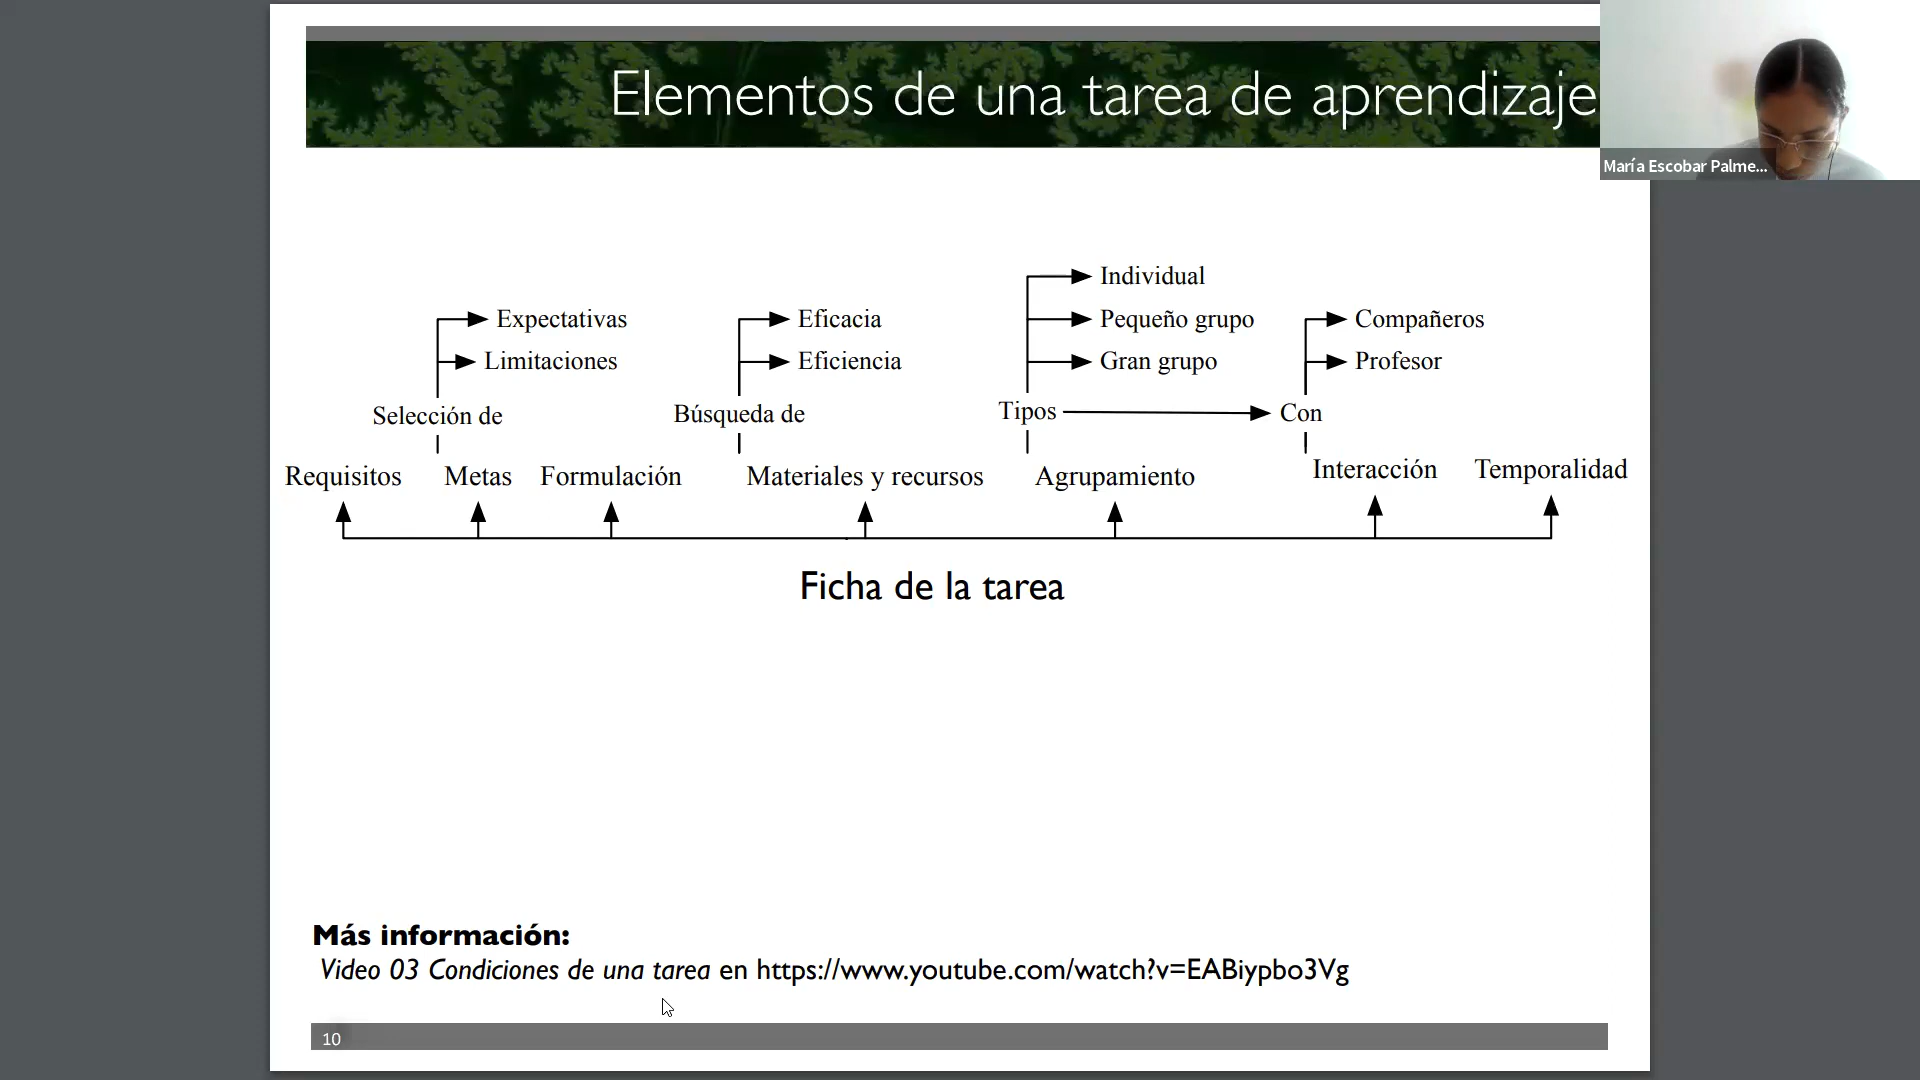 Elementos de una tarea de aprendizaje
María Escobar Palme...
Individual
Expectativas
Eficacia
Pequeño grupo
Compañeros
Limitaciones
Eficiencia
Gran grupo
Profesor
Selección de
Búsqueda de
Tipos
Con
Requisitos
Metas
Formulación
Materiales y recursos
Agrupamiento
Interacción
Temporalidad
Ficha de la tarea
Más información:
Video 03 Condiciones de una tarea en https://www.youtube.com/watch?v=EABiypbo3Vg
10